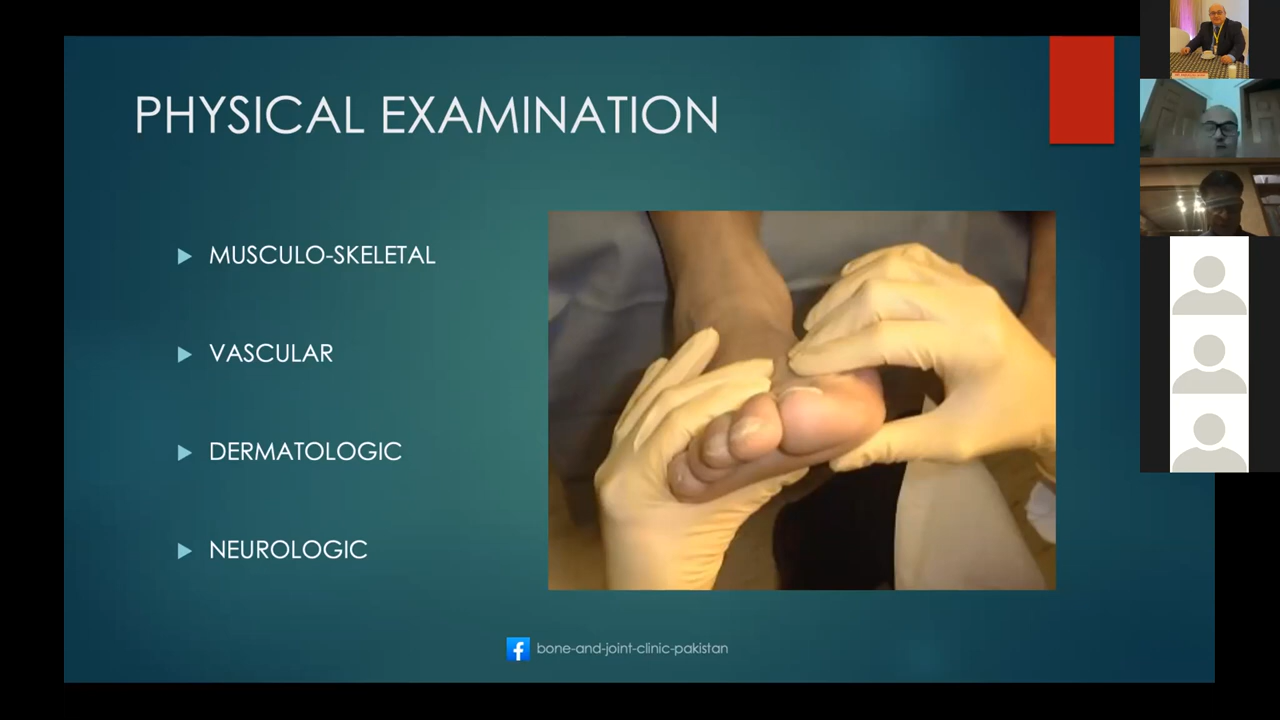 PHYSICAL EXAMINATION
MUSCULO-SKELETAL
VASCULAR
DERMATOLOGIC
NEUROLOGIC
bone-and-joint-clinic-pakistan